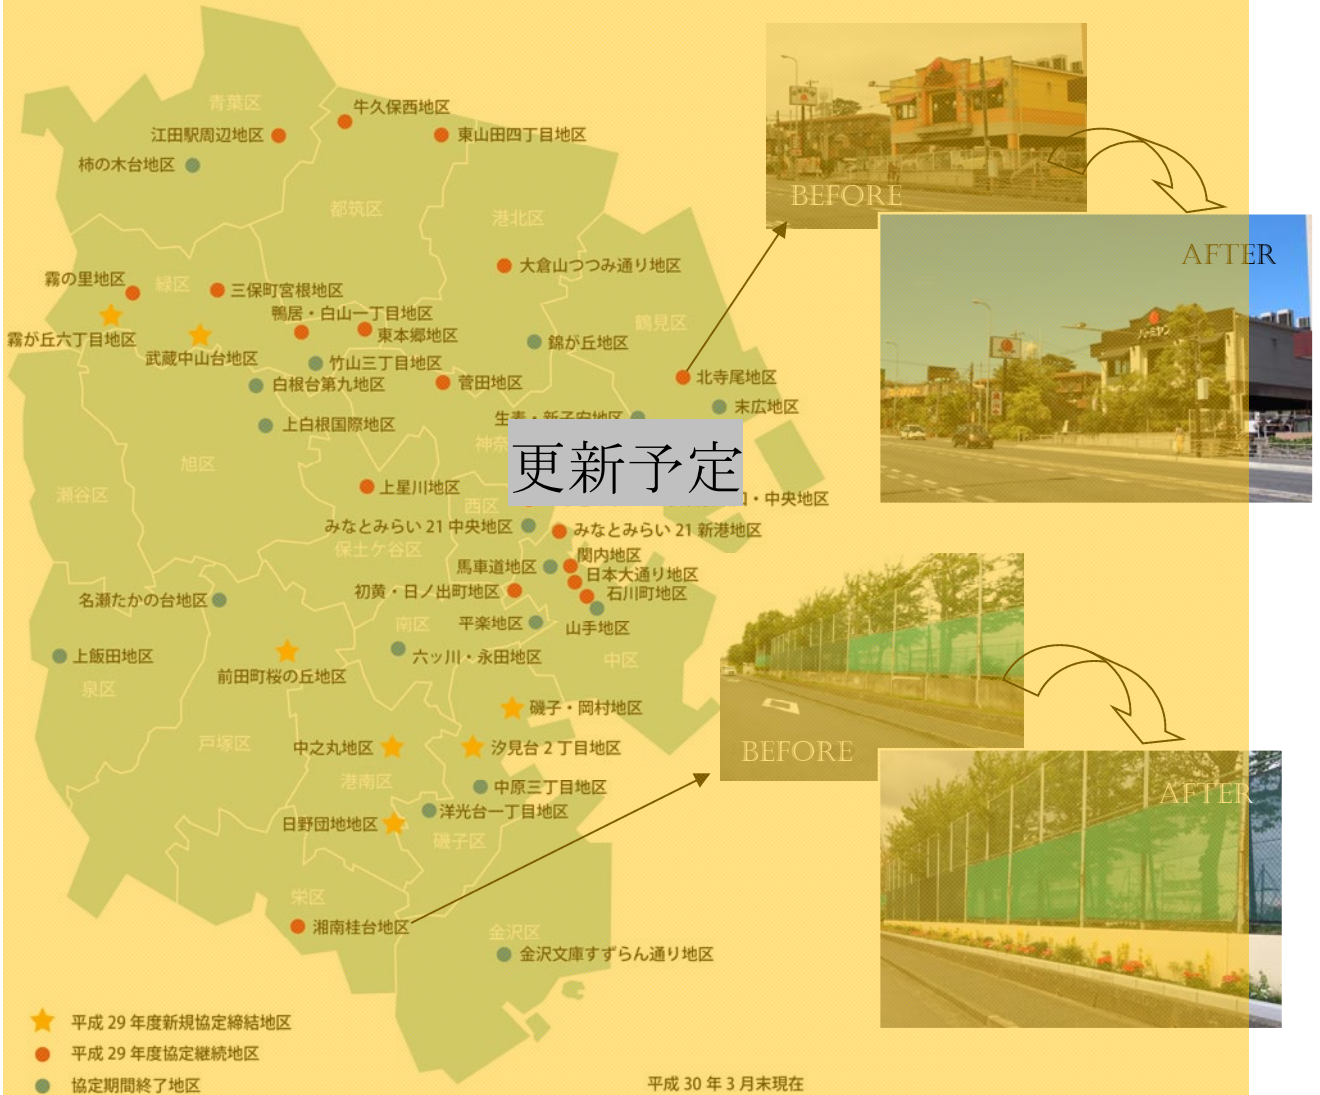 青葉区
牛久保西地区
江田駅周辺地区
東山田四丁目地区
柿の木台地区
BEFORE
都筑区
港北区
AFTER
大倉山つつみ通り地区
霧の里地区
緑区
三保町宮根地区
鴨居・白山一丁目地区
鶴見区
霧が丘六丁目地区
東本郷地区
錦が丘地区
武蔵中山台地区
竹山三丁目地区
白根台第九地区
菅田地区
北寺尾地区
末広地区
生麦・新子安地区
上白根国際地区
神奈
更新予定
旭区
瀬谷区
上星川地区
・中央地区
西区
みなとみらい 21 中央地区
みなとみらい 21 新港地区
保土ケ谷区
関内地区
馬車道地区
日本大通り地区
初黄・日ノ出町地区
石川町地区
名瀬たかの台地区
南区
平楽地区
山手地区
上飯田地区
六ッ川・永田地区
中区
前田町桜の丘地区
泉区
磯子・岡村地区
戸塚区
中之丸地区
汐見台 2 丁目地区
BEFORE
港南区
中原三丁目地区
AFTER
洋光台一丁目地区
日野団地地区
磯子区
栄区
湘南桂台地区
金沢区
金沢文庫すずらん通り地区
平成 29 年度新規協定締結地区
平成 29 年度協定継続地区
協定期間終了地区
平成 30 年 3 月末現在